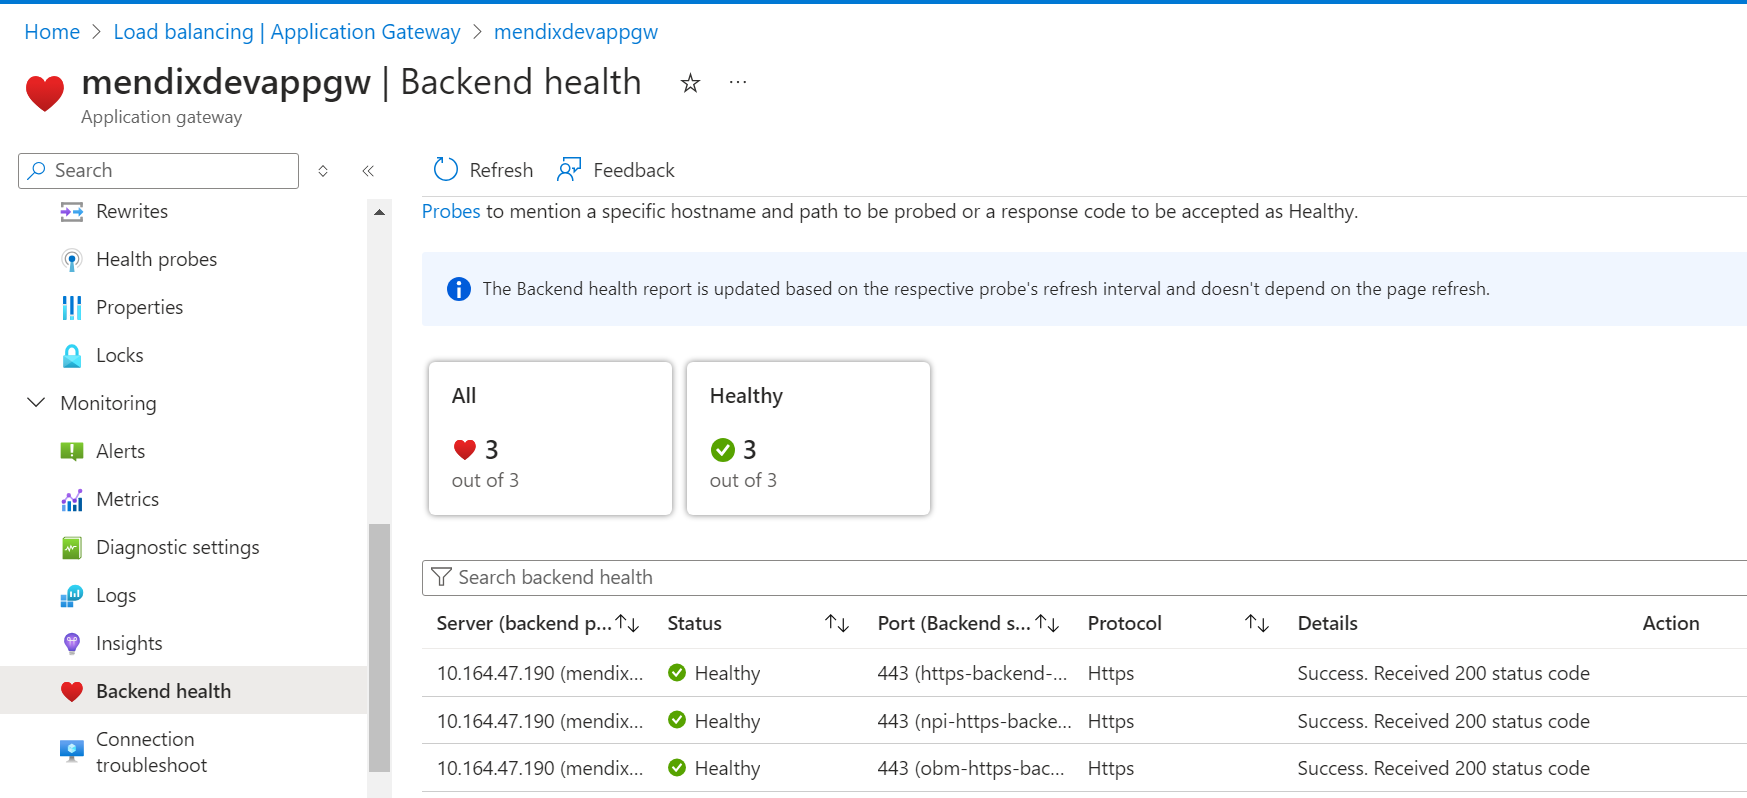 Home > Load balancing | Application Gateway > mendixdevappgw
mendixdevappgw | Backend health
Application gateway
Search
Rewrites
Health probes
Properties
Locks
Monitoring
Alerts
Metrics
Diagnostic settings
Logs
Insights
Backend health
Connection
troubleshoot
Refresh Feedback
Probes to mention a specific hostname and path to be probed or a response code to be accepted as Healthy.
The Backend health report is updated based on the respective probe's refresh interval and doesn't depend on the page refresh.
All
3
out of 3
Healthy
3
out of 3
Search backend health
Server (backend p... Status Port (Backend s... Protocol Details Action
10.164.47.190 (mendix... Healthy 443 (https-backend-... Https Success. Received 200 status code
10.164.47.190 (mendix... Healthy 443 (npi-https-backe... Https Success. Received 200 status code
10.164.47.190 (mendix... Healthy 443 (obm-https-bac... Https Success. Received 200 status code